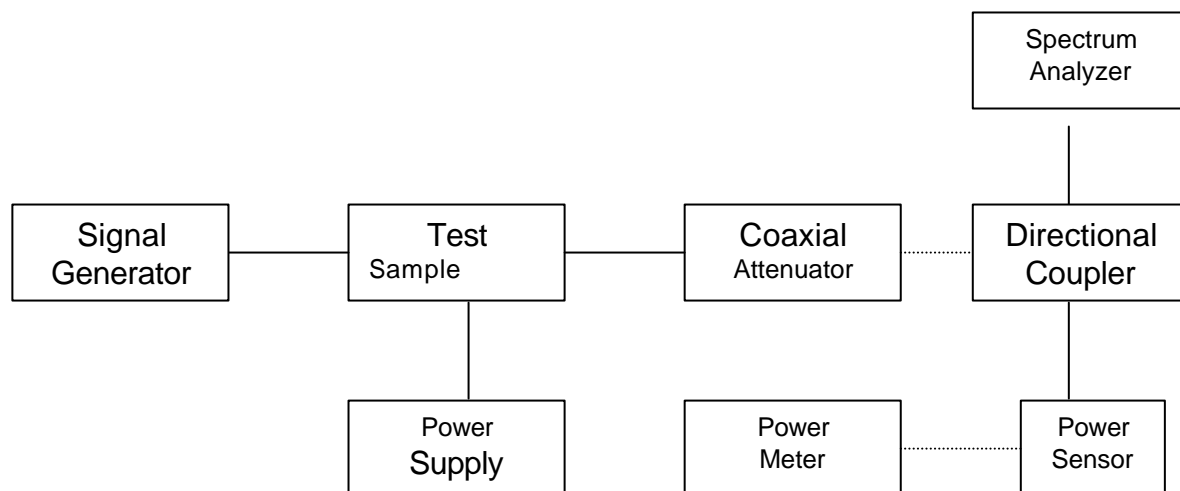 Spectrum
Analyzer
Signal
Generator
Test
Sample
Coaxial
Attenuator
Directional
Coupler
Power
Supply
Power
Meter
Power
Sensor